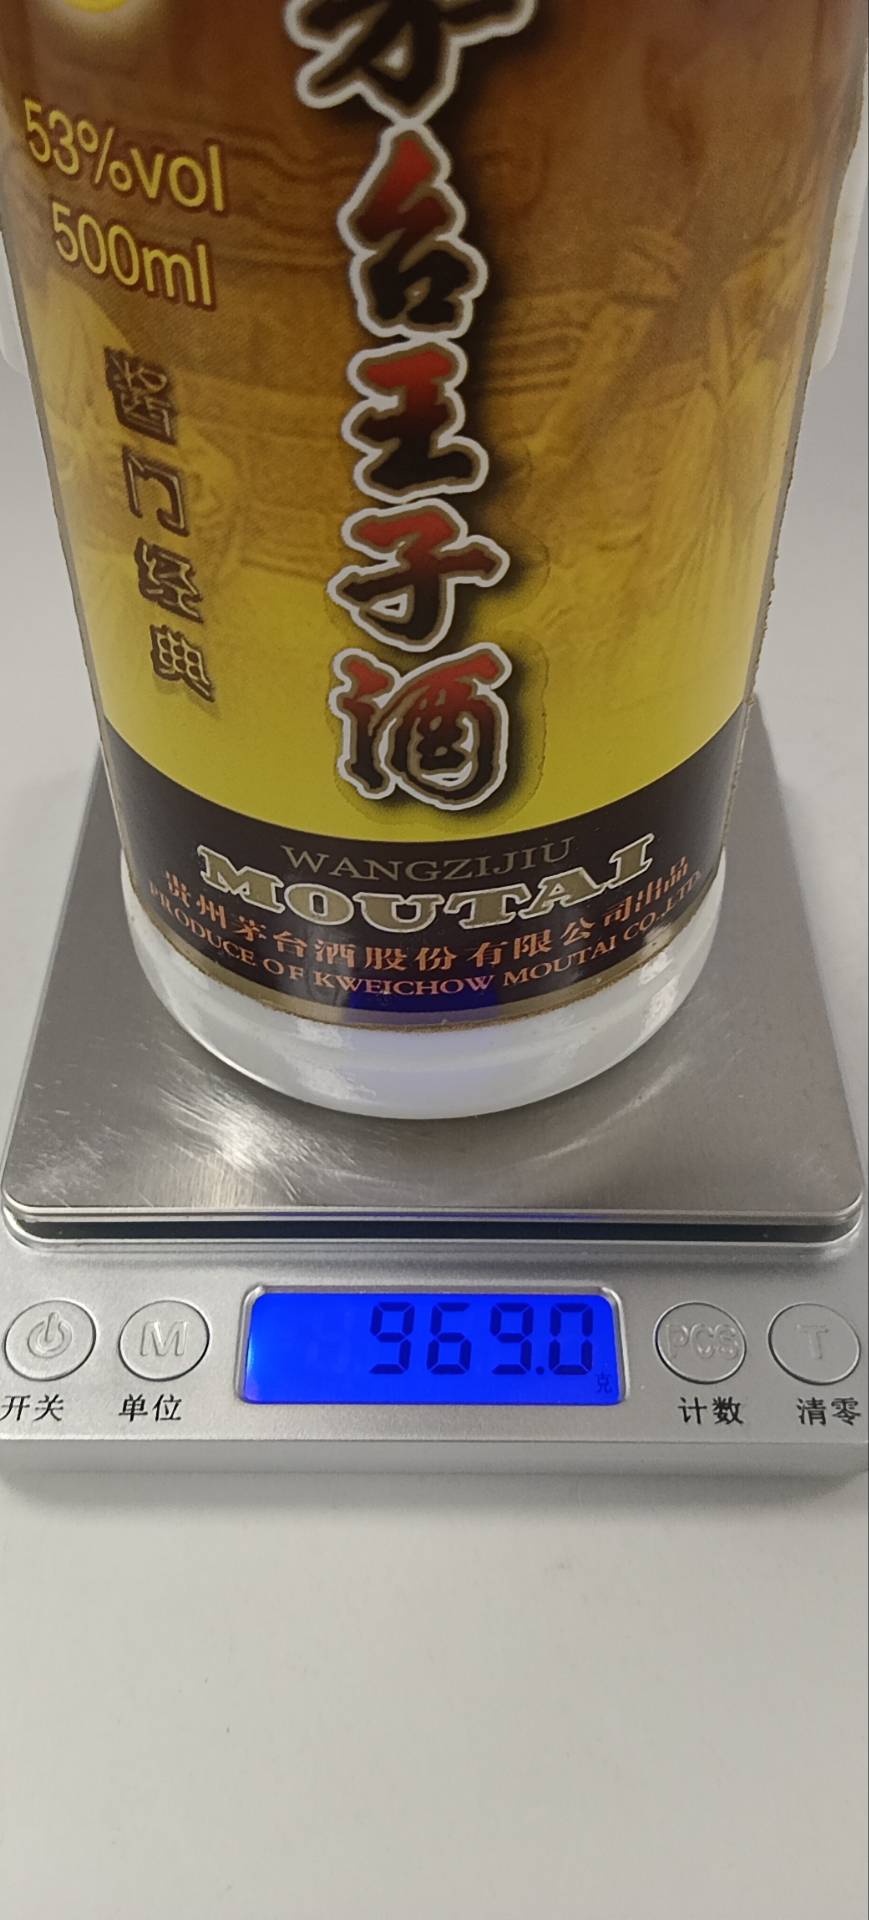 53%vol
500ml
酱门经典
茅台王子酒
WANGZIJIU
MOUTAI
贵州茅台酒股份有限公司出品
PRODUCE OF KWEICHOW MOUTAI CO.,LTD.
969.0
克
M
PCS
T
开关
单位
计数
清零